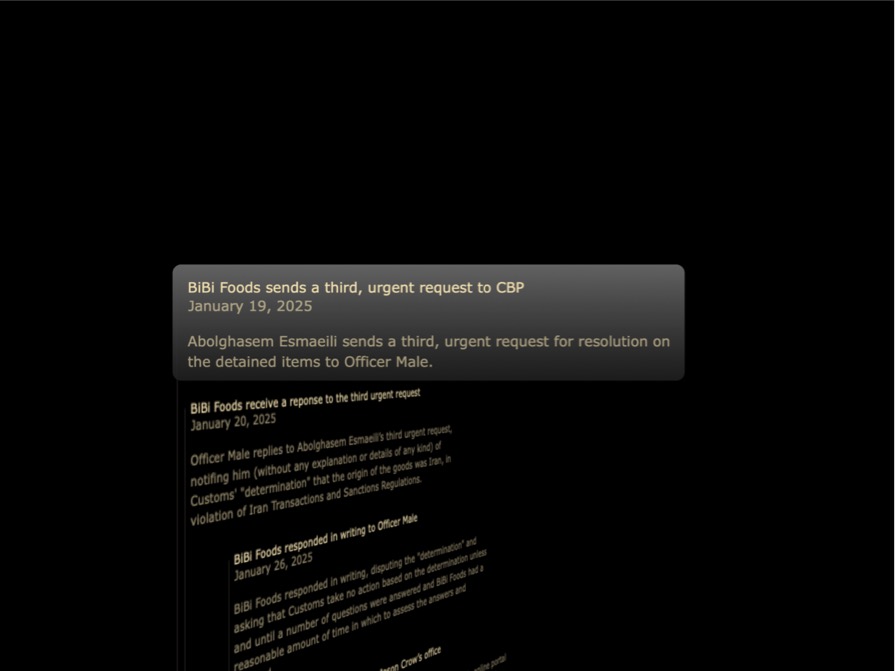 BiBi Foods sends a third, urgent request to CBP
January 19, 2025
Abolghasem Esmaeili sends a third, urgent request for resolution on
the detained items to Officer Male.
BiBi Foods receive a reponse to the third urgent request
January 20, 2025
Officer Male replies to Abolghasem Esmaeili's third urgent request,
notifing him (without any explanation or details of any kind) of
Customs' "determination" that the origin of the goods was Iran, in
violation of Iran Transactions and Sanctions Regulations.
BiBi Foods responded in writing to Officer Male
January 26, 2025
BiBi Foods responded in writing, disputing the "determination" and
asking that Customs take no action based on the determination unless
and until a number of questions were answered and BiBi Foods had a
reasonable amount of time in which to assess the answers and
Crow's office
online portal